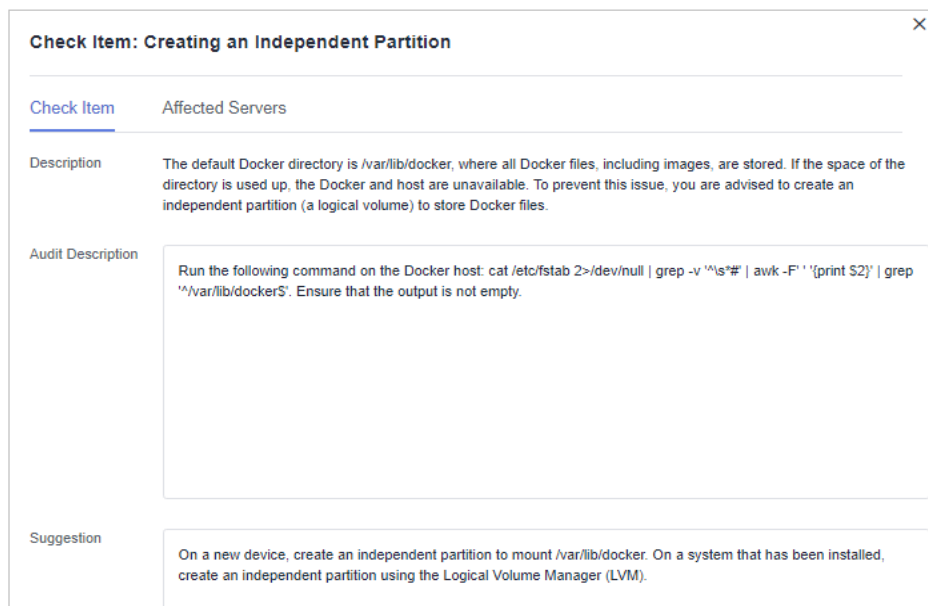 Check Item: Creating an Independent Partition
Check Item
Affected Servers
Description
The default Docker directory is /var/lib/docker, where all Docker files, including images, are stored. If the space of the
directory is used up, the Docker and host are unavailable. To prevent this issue, you are advised to create an
independent partition (a logical volume) to store Docker files.
Audit Description
Run the following command on the Docker host: cat /etc/fstab 2>/dev/null | grep -v '^\s*#' | awk -F' ' '{print $2}' | grep
'^/var/lib/docker$'. Ensure that the output is not empty.
Suggestion
On a new device, create an independent partition to mount /var/lib/docker. On a system that has been installed,
create an independent partition using the Logical Volume Manager (LVM).